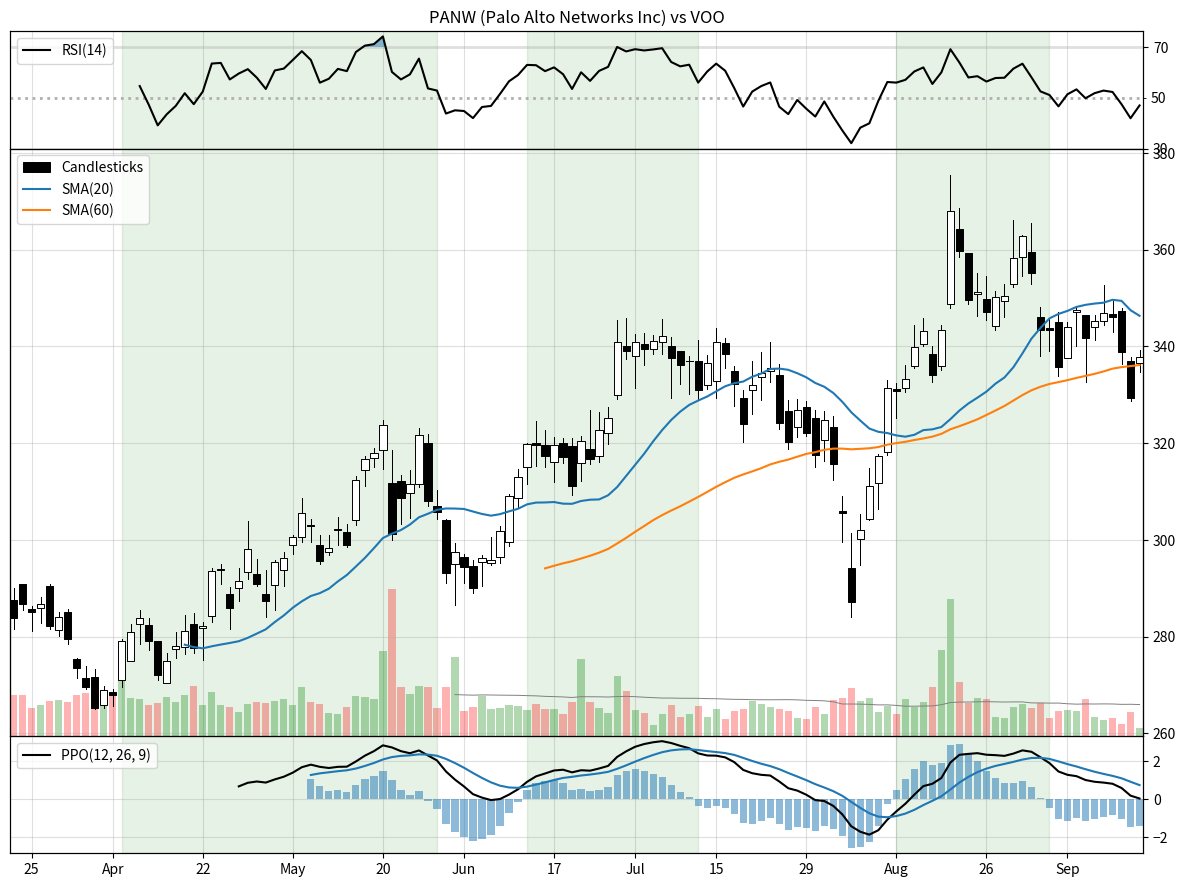 PANW (Palo Alto Networks Inc) vs VOO
RSI(14)
70
50
30
Candlesticks
SMA(20)
SMA(60)
380
360
340
320
300
280
260
PPO(12, 26, 9)
2
0
−2
25 Apr 22 May 20 Jun 17 Jul 15 29 Aug 26 Sep